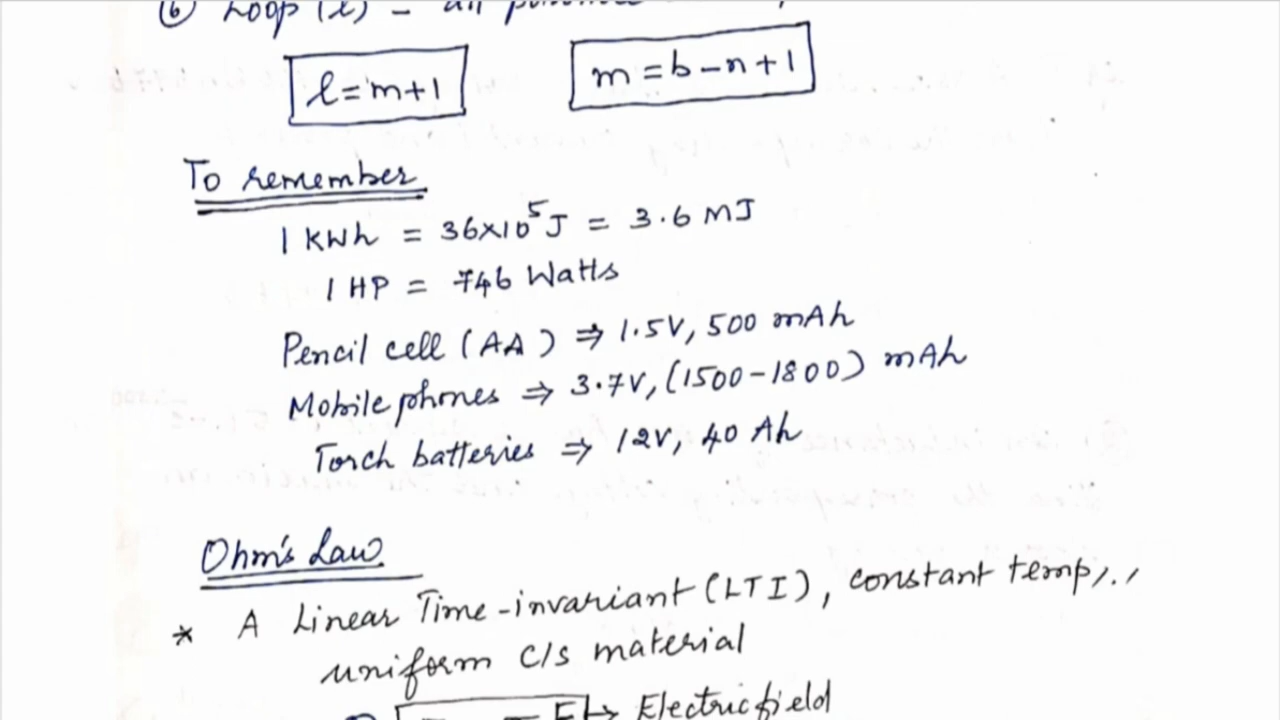 ⑥ Loop (l) - all
l = m+1
m = b-n+1
To remember
1 KWh = 36×10⁵ J = 3.6 MJ
1 HP = 746 Watts
Pencil cell (AA) ⇒ 1.5V, 500 mAh
Mobile phones ⇒ 3.7V, (1500-1800) mAh
Torch batteries ⇒ 12V, 40 Ah
Ohm's Law
* A Linear Time-invariant (LTI), constant temp,.,
uniform C/s material
E → Electric field